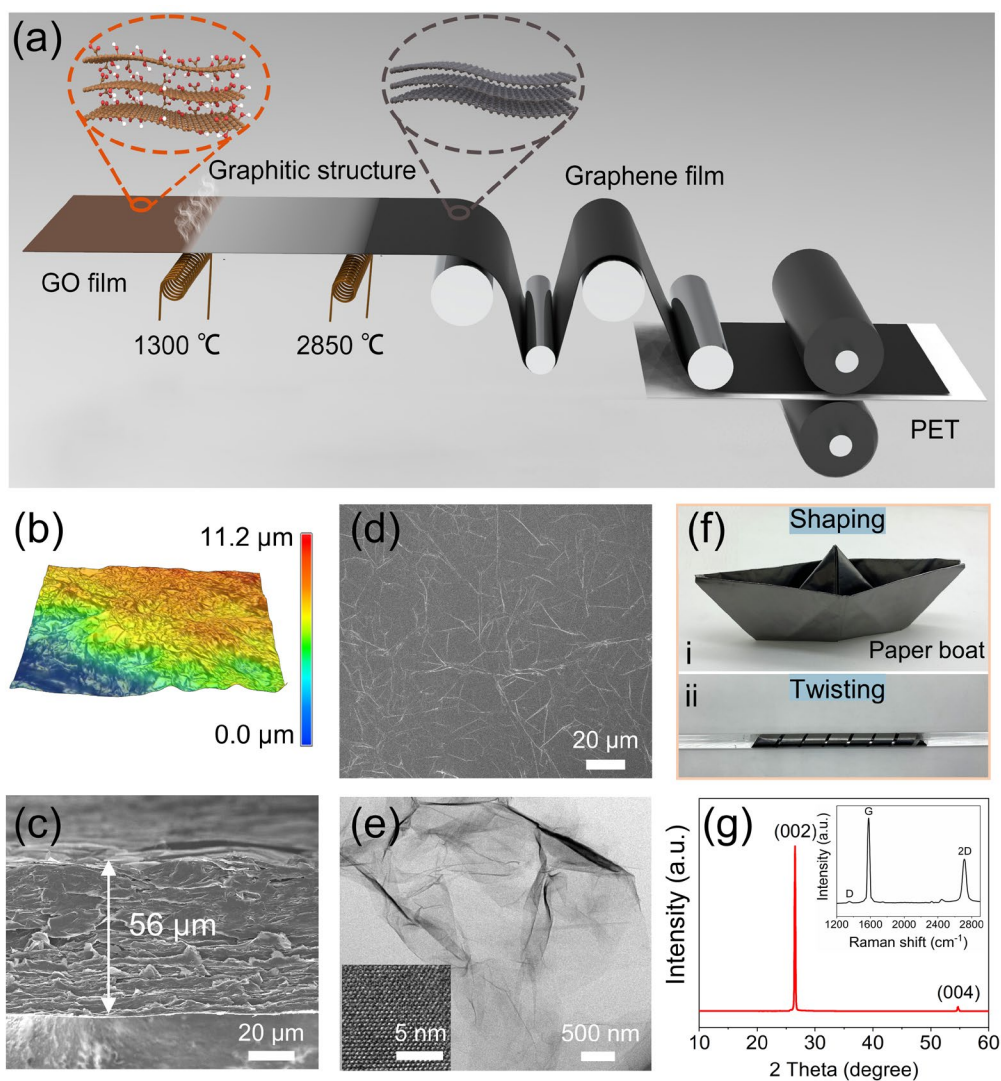 (a)
Graphitic structure
Graphene film
GO film
1300 ℃
2850 ℃
PET
(b)
11.2 µm
0.0 µm
(c)
56 µm
20 µm
(d)
20 µm
(e)
5 nm
500 nm
(f)
Shaping
i
Paper boat
ii
Twisting
(g)
Intensity (a.u.)
(002)
(004)
10 20 30 40 50 60
2 Theta (degree)
Intensity (a.u.)
D
G
2D
1200 1600 2000 2400 2800
Raman shift (cm⁻¹)